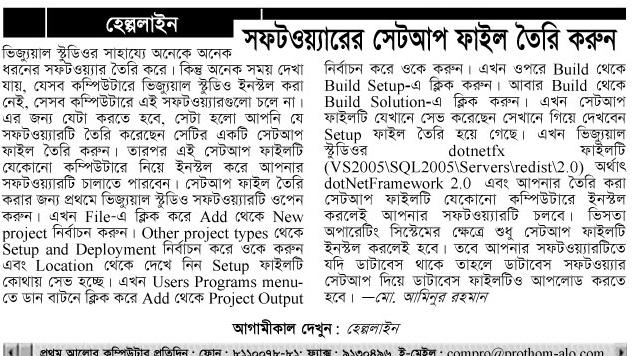 হেল্পলাইন
সফটওয়্যারের সেটআপ ফাইল তৈরি করুন
ভিজ্যুয়াল স্টুডিওর সাহায্যে অনেকে অনেক
ধরনের সফটওয়্যার তৈরি করে। কিন্তু অনেক সময় দেখা
যায়, যেসব কম্পিউটারে ভিজ্যুয়াল স্টুডিও ইনস্টল করা
নেই, সেসব কম্পিউটারে এই সফটওয়্যারগুলো চলে না।
এর জন্য যেটা করতে হবে, সেটা হলো আপনি যে
সফটওয়্যারটি তৈরি করেছেন সেটির একটি সেটআপ
ফাইল তৈরি করুন। তারপর এই সেটআপ ফাইলটি
যেকোনো কম্পিউটারে নিয়ে ইনস্টল করে আপনার
সফটওয়্যারটি চালাতে পারবেন। সেটআপ ফাইল তৈরি
করার জন্য প্রথমে ভিজ্যুয়াল স্টুডিও সফটওয়্যারটি ওপেন
করুন। এখন File-এ ক্লিক করে Add থেকে New
project নির্বাচন করুন। Other project types থেকে
Setup and Deployment নির্বাচন করে ওকে করুন
এবং Location থেকে দেখে নিন Setup ফাইলটি
কোথায় সেভ হচ্ছে। এখন Users Programs menu-
তে ডান বাটনে ক্লিক করে Add থেকে Project Output
নির্বাচন করে ওকে করুন। এখন ওপরে Build থেকে
Build Setup-এ ক্লিক করুন। আবার Build থেকে
Build Solution-এ ক্লিক করুন। এখন সেটআপ
ফাইলটি যেখানে সেভ করেছেন সেখানে গিয়ে দেখবেন
Setup ফাইল তৈরি হয়ে গেছে। এখন ভিজ্যুয়াল
স্টুডিওর dotnetfx ফাইলটি
(VS2005\SQL2005\Servers\redist\2.0) অর্থাৎ
dotNetFramework 2.0 এবং আপনার তৈরি করা
সেটআপ ফাইলটি যেকোনো কম্পিউটারে ইনস্টল
করলেই আপনার সফটওয়্যারটি চলবে। ভিসতা
অপারেটিং সিস্টেমের ক্ষেত্রে শুধু সেটআপ ফাইলটি
ইনস্টল করলেই হবে। তবে আপনার সফটওয়্যারটিতে
যদি ডাটাবেস থাকে তাহলে ডাটাবেস সফটওয়্যার
সেটআপ দিয়ে ডাটাবেস ফাইলটিও আপলোড করতে
হবে। —মো. আমিনুর রহমান
আগামীকাল দেখুন : হেল্পলাইন
প্রথম আলোর কম্পিউটার প্রতিদিন : ফোন : ৮১১০০৭৮-৮১; ফ্যাক্স : ৯১৩০৪৯৬, ই-মেইল : compro@prothom-alo.com